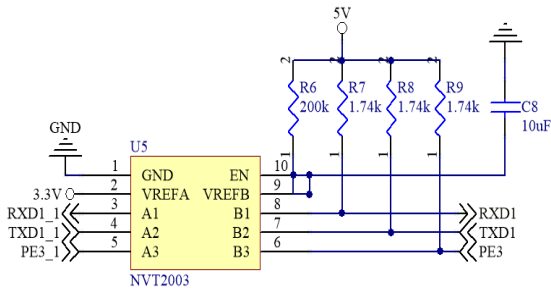 5V
2
2
2
2
R6
200k
R7
1.74k
R8
1.74k
R9
1.74k
C8
10uF
1
1
1
1
GND
U5
1
GND
EN
10
3.3V
2
VREFA
VREFB
9
RXD1_1
3
A1
B1
8
RXD1
TXD1_1
4
A2
B2
7
TXD1
PE3_1
5
A3
B3
6
PE3
NVT2003